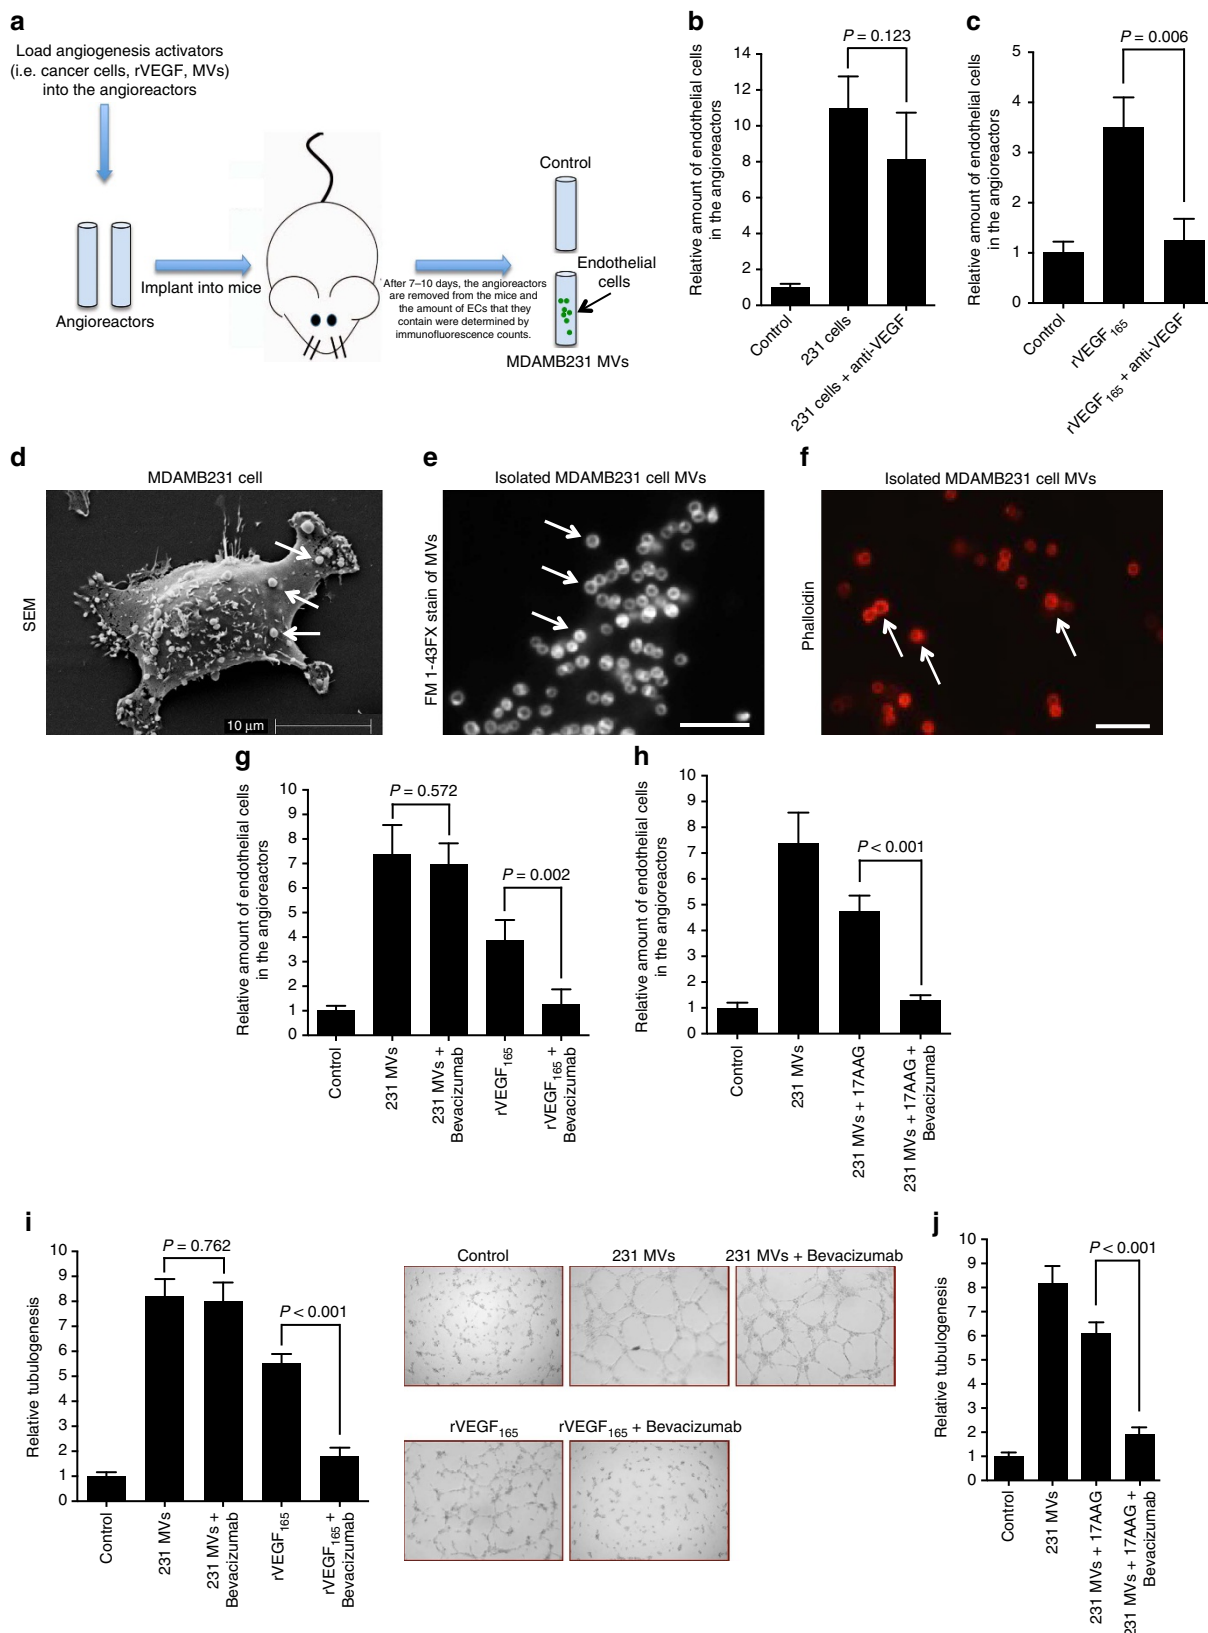 a
Load angiogenesis activators
(i.e. cancer cells, rVEGF, MVs)
into the angioreactors
Angioreactors
Implant into mice
After 7–10 days, the angioreactors
are removed from the mice and
the amount of ECs that they
contain were determined by
immunofluorescence counts.
Control
Endothelial
cells
MDAMB231 MVs
b
Relative amount of endothelial cells
in the angioreactors
14
12
10
8
6
4
2
0
P = 0.123
Control
231 cells
231 cells + anti-VEGF
c
Relative amount of endothelial cells
in the angioreactors
5
4
3
2
1
0
P = 0.006
Control
rVEGF165
rVEGF165 + anti-VEGF
d
MDAMB231 cell
SEM
10 μm
e
Isolated MDAMB231 cell MVs
FM 1-43FX stain of MVs
f
Isolated MDAMB231 cell MVs
Phalloidin
g
Relative amount of endothelial cells
in the angioreactors
10
9
8
7
6
5
4
3
2
1
0
P = 0.572
P = 0.002
Control
231 MVs
231 MVs +
Bevacizumab
rVEGF165
rVEGF165 +
Bevacizumab
h
Relative amount of endothelial cells
in the angioreactors
10
9
8
7
6
5
4
3
2
1
0
P < 0.001
Control
231 MVs
231 MVs + 17AAG
231 MVs + 17AAG +
Bevacizumab
i
Relative tubulogenesis
10
9
8
7
6
5
4
3
2
1
0
P = 0.762
P < 0.001
Control
231 MVs
231 MVs +
Bevacizumab
rVEGF165
rVEGF165 +
Bevacizumab
Control
231 MVs
231 MVs + Bevacizumab
rVEGF165
rVEGF165 + Bevacizumab
j
Relative tubulogenesis
10
9
8
7
6
5
4
3
2
1
0
P < 0.001
Control
231 MVs
231 MVs + 17AAG
231 MVs + 17AAG +
Bevacizumab